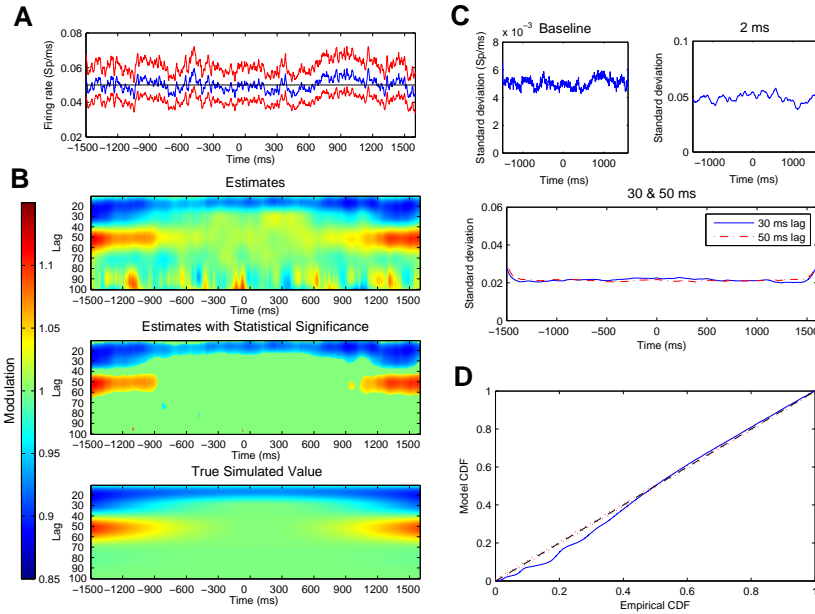 A
0.08
0.06
0.04
0.02
Firing rate (Sp/ms)
−1500 −1200 −900 −600 −300 0 300 600 900 1200 1500
Time (ms)
B
Modulation
1.1
1.05
1
0.95
0.9
0.85
Estimates
Lag
20
30
40
50
60
70
80
90
100
−1500 −1200 −900 −600 −300 0 300 600 900 1200 1500
Time (ms)
Estimates with Statistical Significance
Lag
20
30
40
50
60
70
80
90
100
−1500 −1200 −900 −600 −300 0 300 600 900 1200 1500
Time (ms)
True Simulated Value
Lag
20
30
40
50
60
70
80
90
100
−1500 −1200 −900 −600 −300 0 300 600 900 1200 1500
Time (ms)
C
x 10−3
Baseline
Standard deviation (Sp/ms)
8
7
6
5
4
3
2
1
0
−1000 0 1000
Time (ms)
2 ms
Standard deviation
0.1
0.05
0
−1000 0 1000
Time (ms)
30 & 50 ms
Standard deviation
0.06
0.04
0.02
0
30 ms lag
50 ms lag
−1500 −1000 −500 0 500 1000 1500
Time (ms)
D
Model CDF
1
0.8
0.6
0.4
0.2
0
0 0.2 0.4 0.6 0.8 1
Empirical CDF